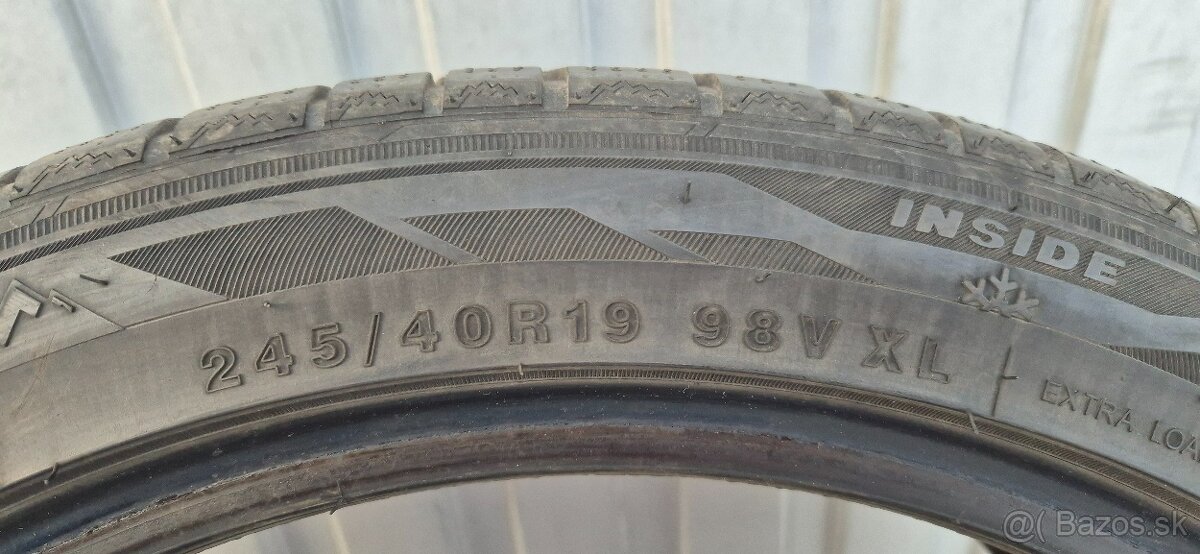 INSIDE
245/40R19 98V XL
EXTRA LOA
@( Bazos.sk